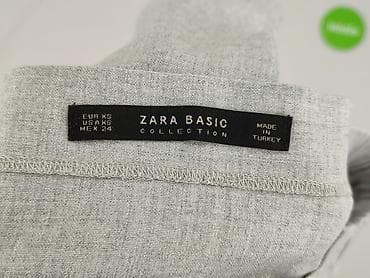 EUR XS
USA XS
MEX 24
ZARA BASIC
COLLECTION
MADE
IN
TURKEY